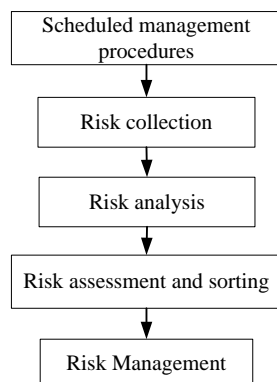 Scheduled management
procedures
Risk collection
Risk analysis
Risk assessment and sorting
Risk Management